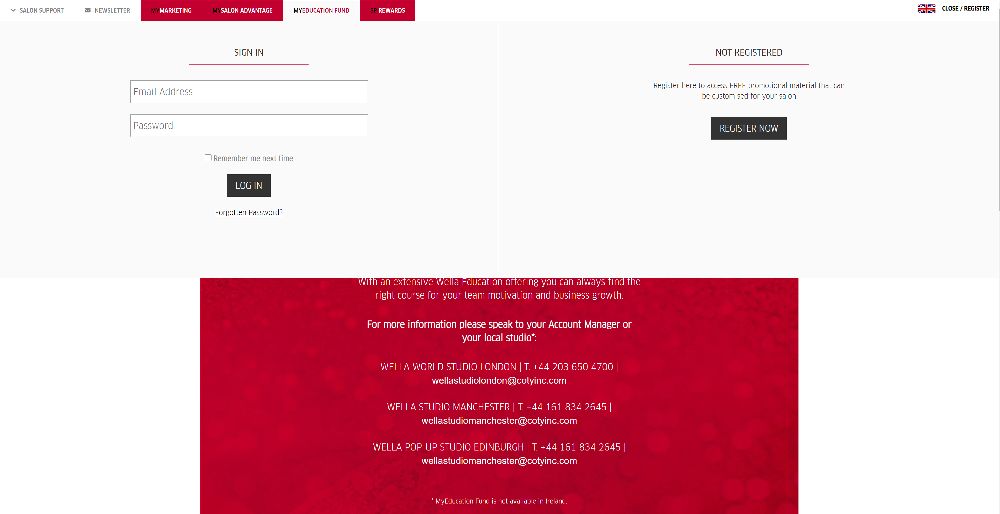 SALON SUPPORT
NEWSLETTER
MYMARKETING
MYSALON ADVANTAGE
MYEDUCATION FUND
SP REWARDS
CLOSE / REGISTER
SIGN IN
Email Address
Password
Remember me next time
LOG IN
Forgotten Password?
NOT REGISTERED
Register here to access FREE promotional material that can
be customised for your salon
REGISTER NOW
With an extensive Wella Education offering you can always find the
right course for your team motivation and business growth.
For more information please speak to your Account Manager or
your local studio*:
WELLA WORLD STUDIO LONDON | T. +44 203 650 4700 |
wellastudiolondon@cotyinc.com
WELLA STUDIO MANCHESTER | T. +44 161 834 2645 |
wellastudiomanchester@cotyinc.com
WELLA POP-UP STUDIO EDINBURGH | T. +44 161 834 2645 |
wellastudiomanchester@cotyinc.com
* MyEducation Fund is not available in Ireland.